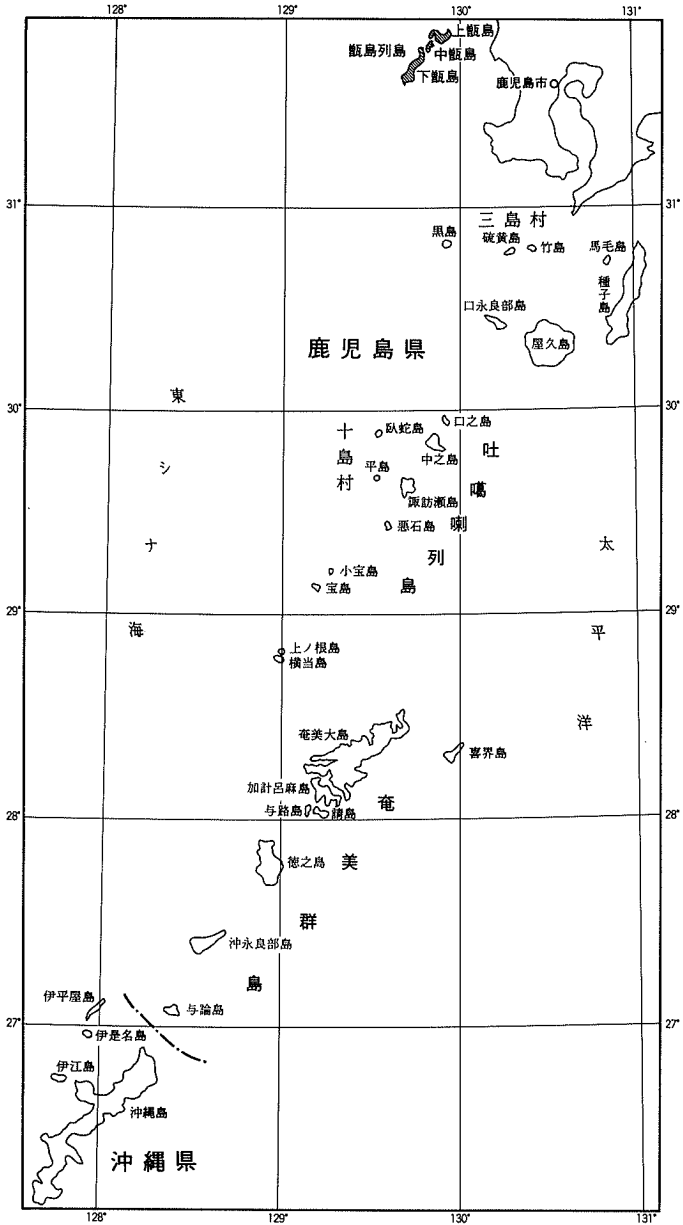 128°
129°
130°
131°
上甑島
甑島列島
中甑島
下甑島
鹿児島市
31°
31°
三島村
黒島
硫黄島
竹島
馬毛島
種子島
口永良部島
屋久島
鹿児島県
30°
30°
東シナ海
十島村
臥蛇島
口之島
中之島
平島
諏訪瀬島
悪石島
小宝島
宝島
吐噶喇列島
太平洋
29°
29°
上ノ根島
横当島
奄美大島
喜界島
加計呂麻島
与路島
請島
28°
28°
徳之島
奄美群島
沖永良部島
伊平屋島
与論島
27°
27°
伊是名島
伊江島
沖縄島
沖縄県
128°
129°
130°
131°